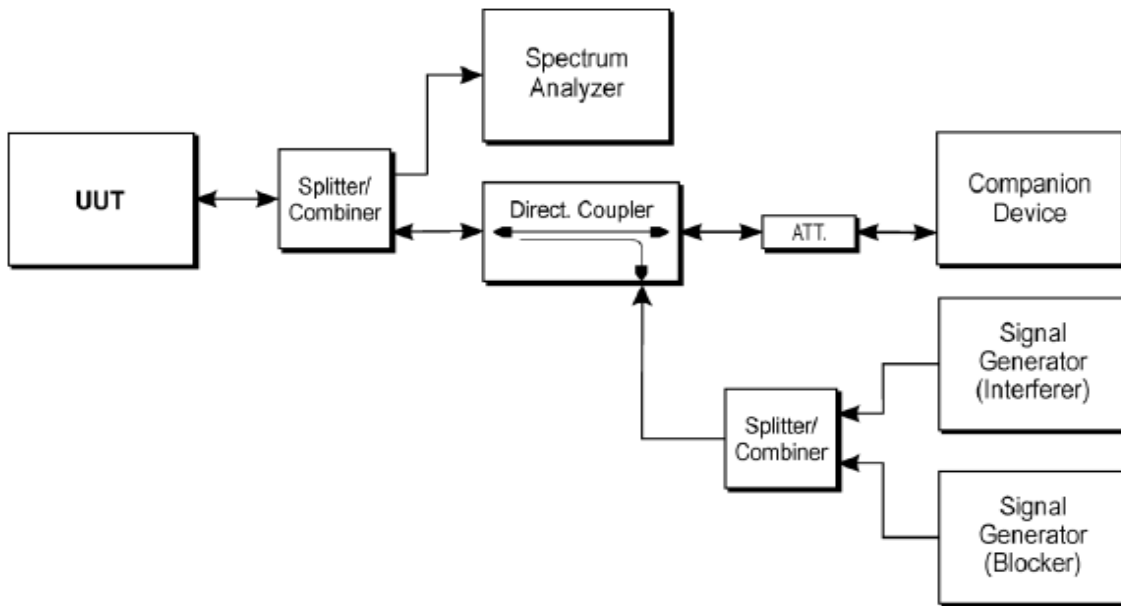 Spectrum
Analyzer
UUT
Splitter/
Combiner
Direct. Coupler
ATT.
Companion
Device
Signal
Generator
(Interferer)
Splitter/
Combiner
Signal
Generator
(Blocker)